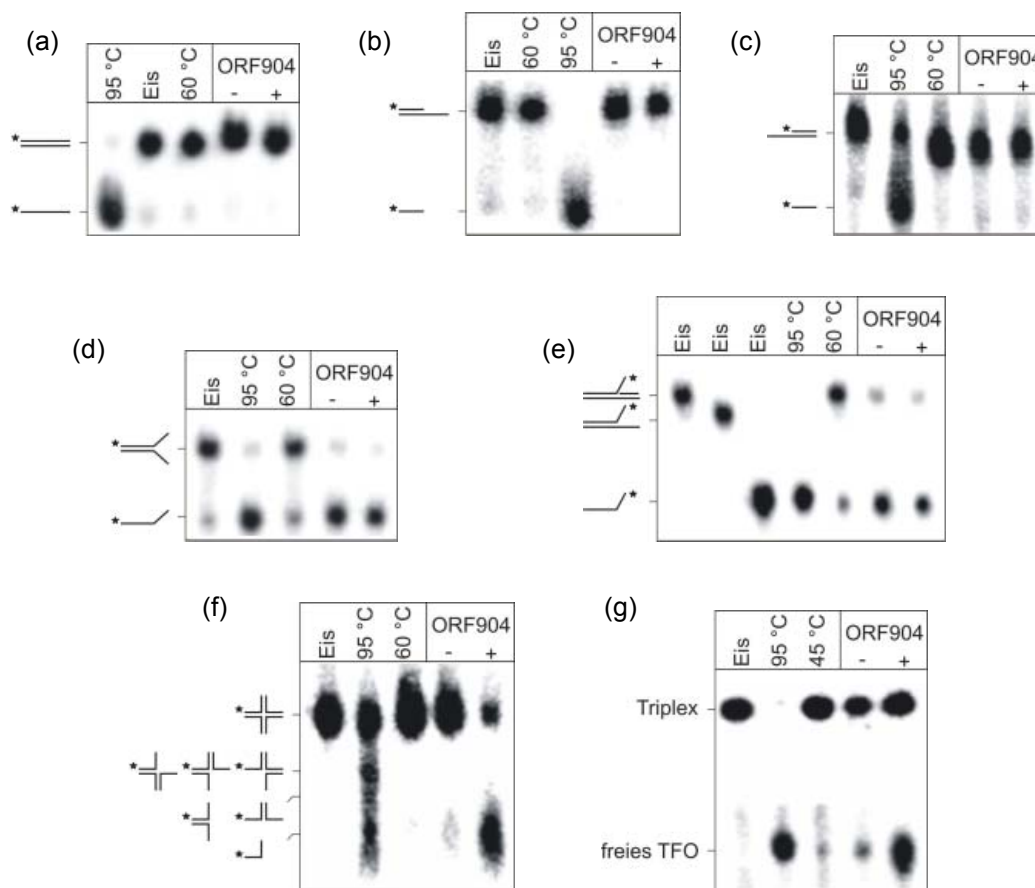 (a)
95 °C
Eis
60 °C
ORF904
- +
*
*
(b)
Eis
60 °C
95 °C
ORF904
- +
*
*
(c)
Eis
95 °C
60 °C
ORF904
- +
*
*
(d)
Eis
95 °C
60 °C
ORF904
- +
*
*
(e)
Eis
Eis
Eis
95 °C
60 °C
ORF904
- +
*
*
*
(f)
Eis
95 °C
60 °C
ORF904
- +
*
* * *
* *
*
(g)
Eis
95 °C
45 °C
ORF904
- +
Triplex
freies TFO